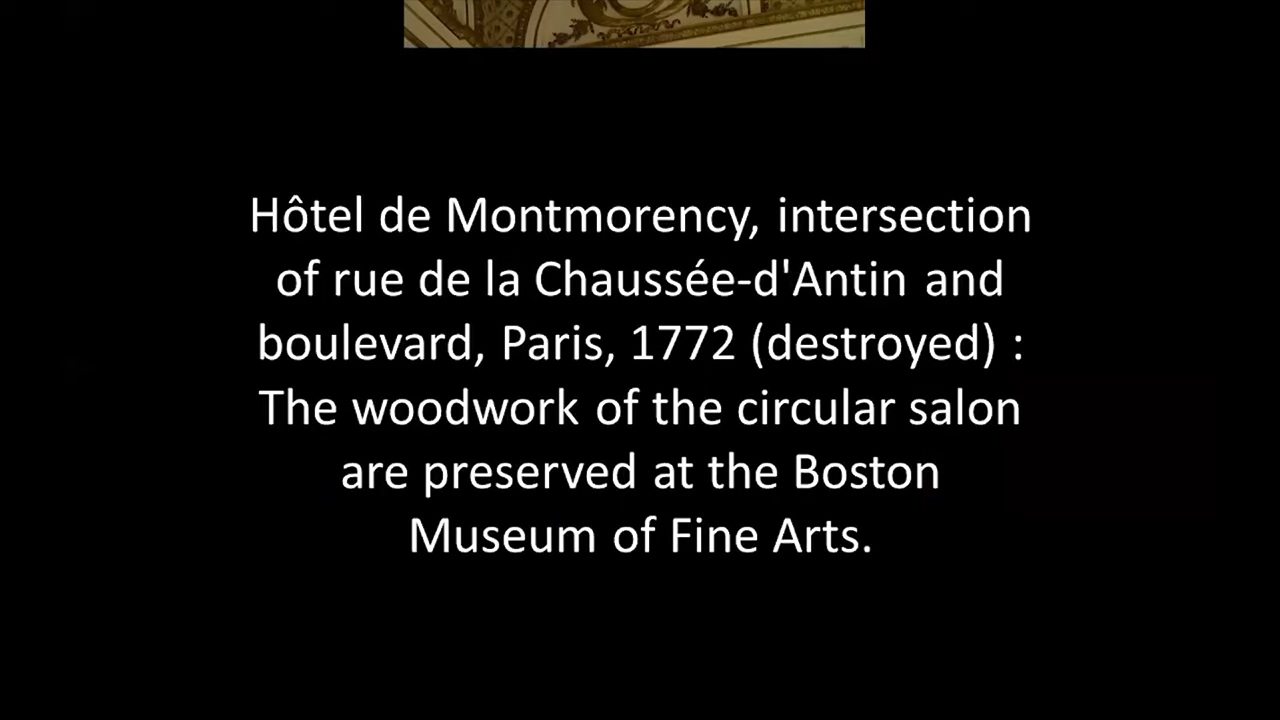 Hôtel de Montmorency, intersection
of rue de la Chaussée-d'Antin and
boulevard, Paris, 1772 (destroyed) :
The woodwork of the circular salon
are preserved at the Boston
Museum of Fine Arts.